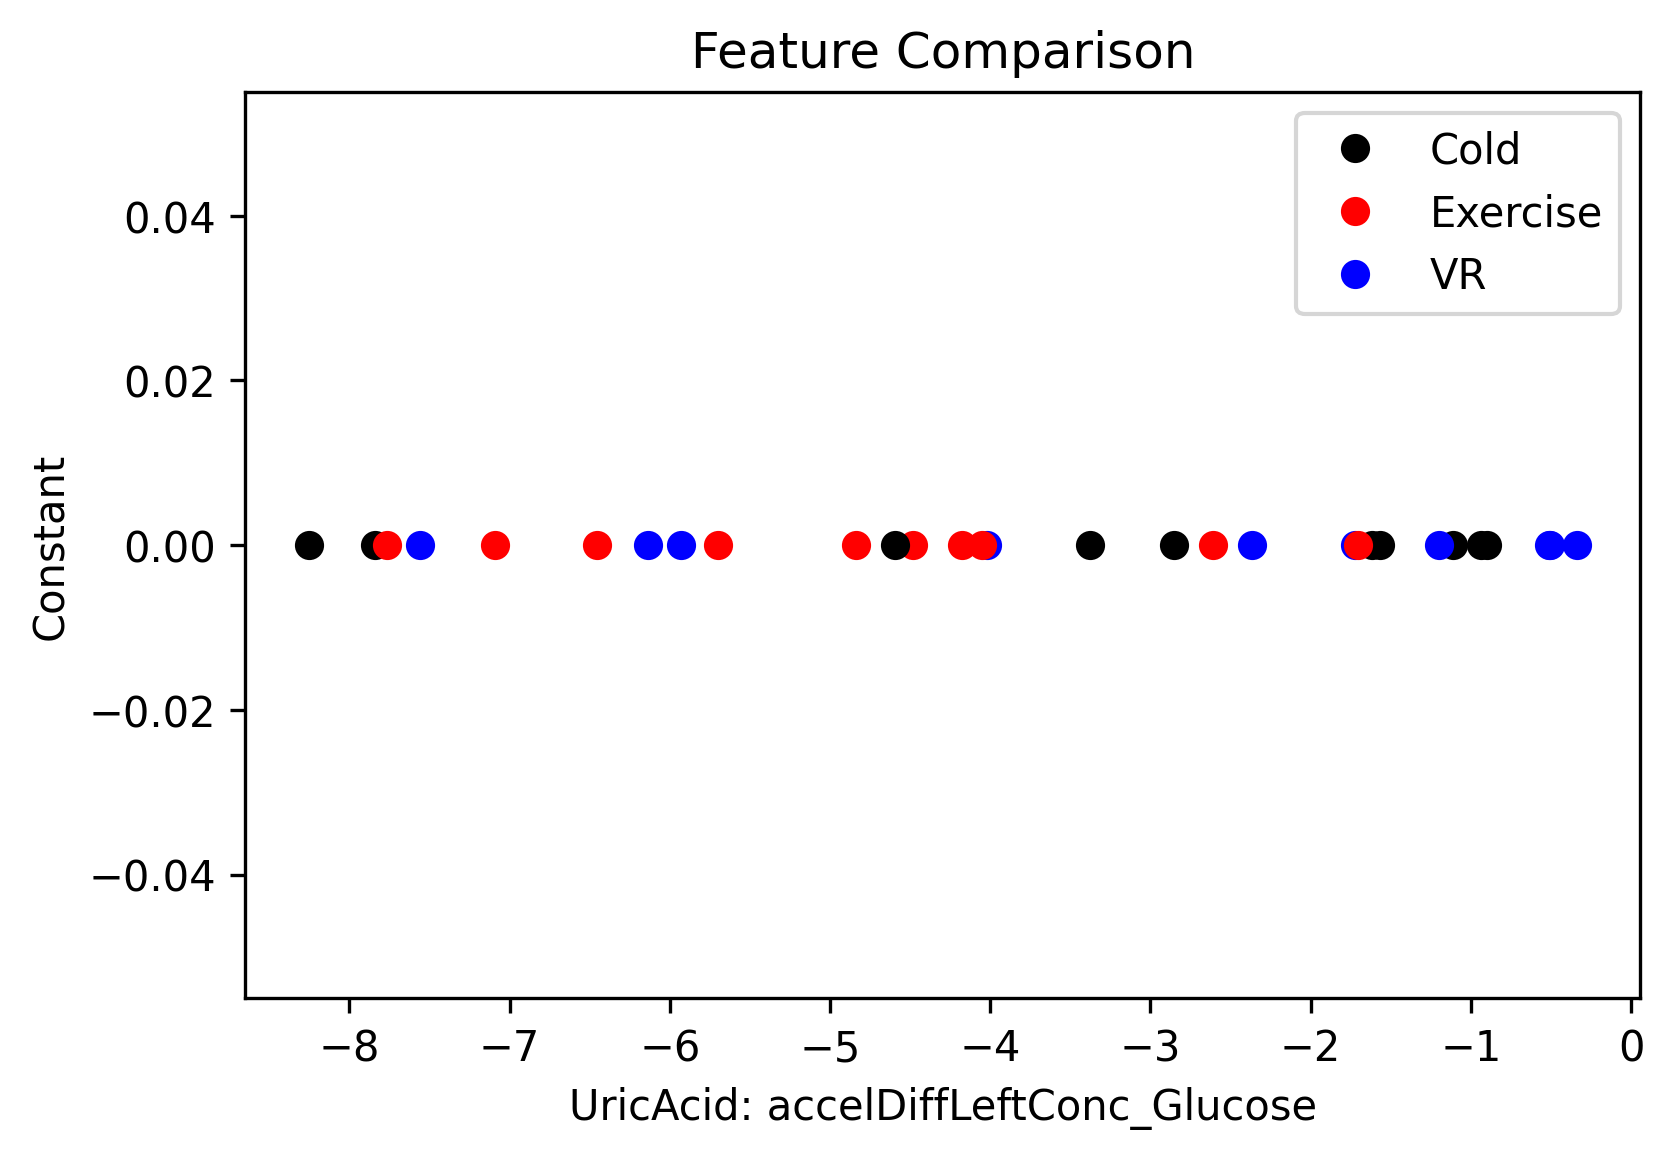 Feature Comparison
Cold
Exercise
VR
0.04
0.02
0.00
−0.02
−0.04
Constant
−8 −7 −6 −5 −4 −3 −2 −1 0
UricAcid: accelDiffLeftConc_Glucose